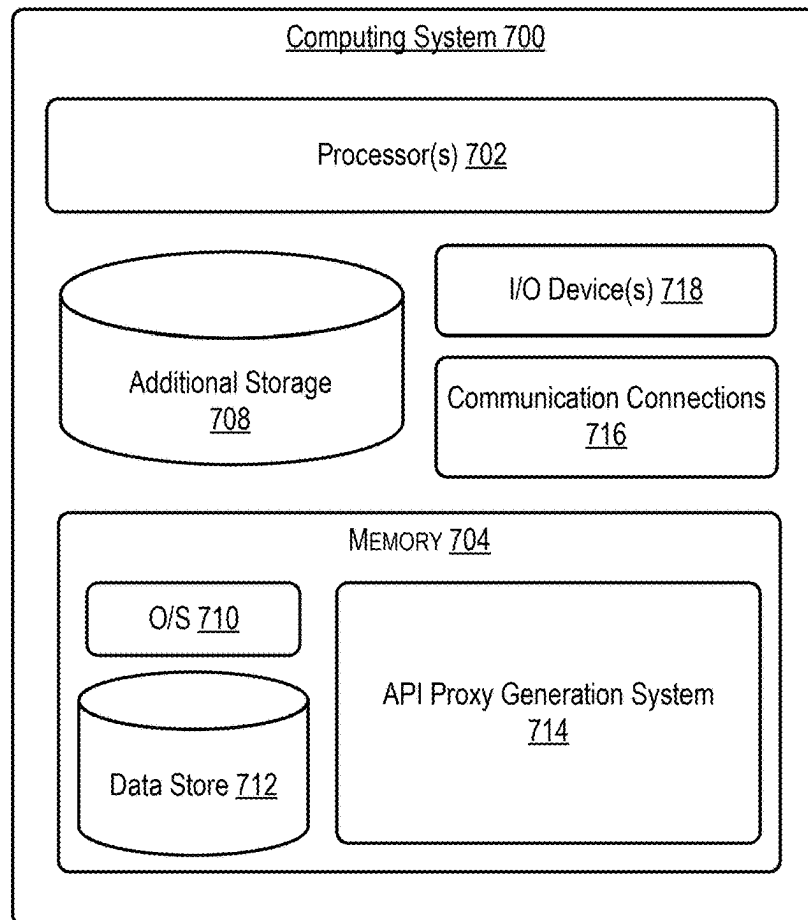 Computing System 700
Processor(s) 702
I/O Device(s) 718
Additional Storage
708
Communication Connections
716
MEMORY 704
O/S 710
API Proxy Generation System
714
Data Store 712